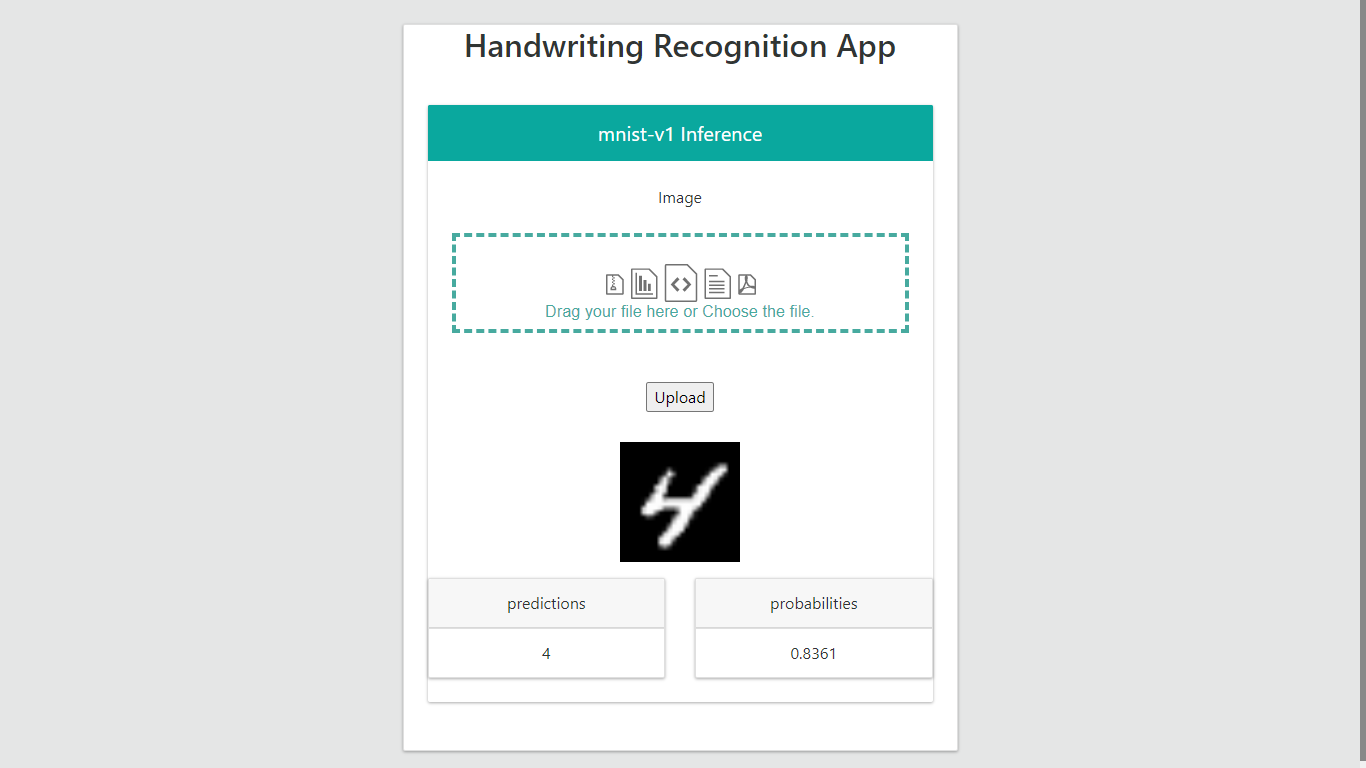 Handwriting Recognition App
mnist-v1 Inference
Image
Drag your file here or Choose the file.
Upload
4
predictions
probabilities
4
0.8361